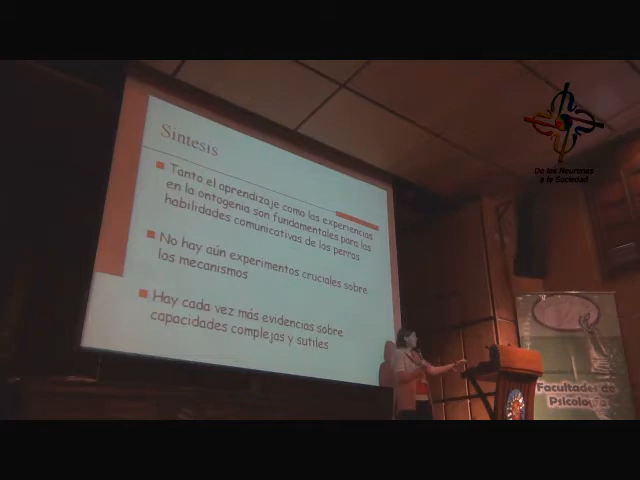 Síntesis
Tanto el aprendizaje como las experiencias
en la ontogenia son fundamentales para las
habilidades comunicativas de los perros
No hay aún experimentos cruciales sobre
los mecanismos
Hay cada vez más evidencias sobre
capacidades complejas y sutiles
De las Neuronas
a la Sociedad
Facultades de
Psicología